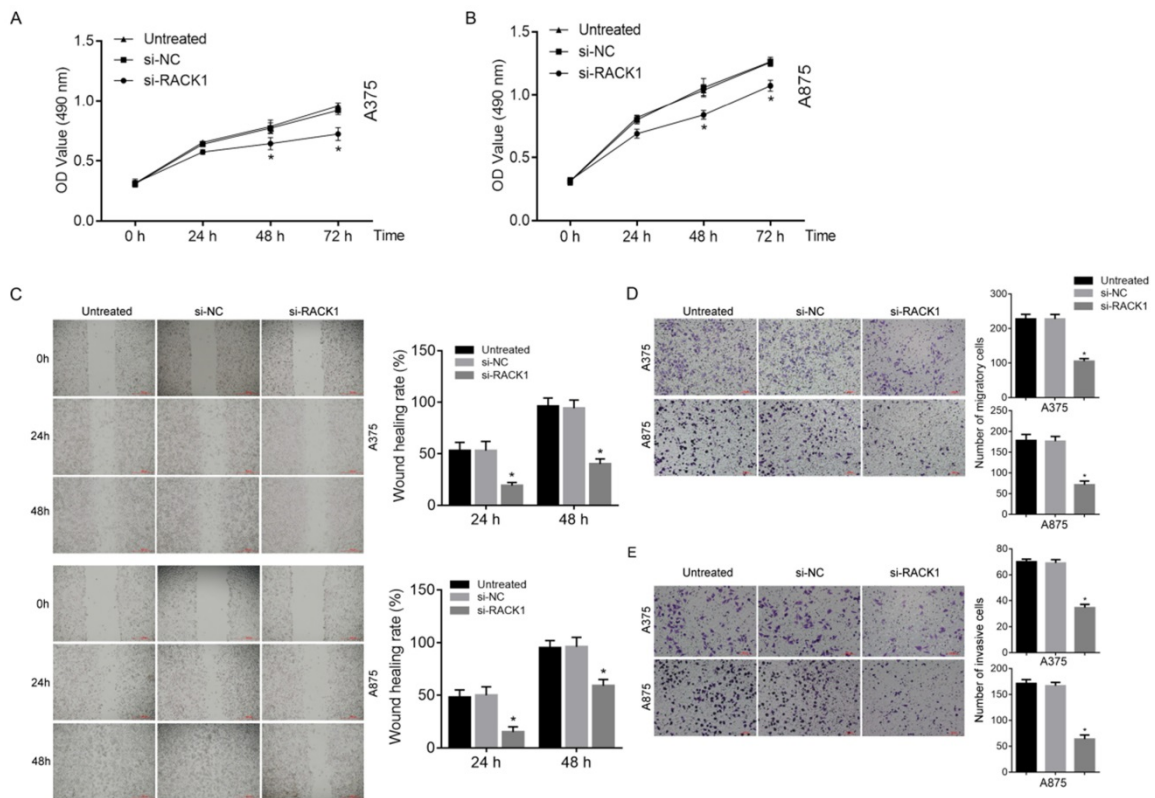 A
Untreated
si-NC
si-RACK1
OD Value (490 nm)
1.5
1.0
0.5
0.0
0 h 24 h 48 h 72 h Time
A375
* *
B
Untreated
si-NC
si-RACK1
OD Value (490 nm)
1.5
1.0
0.5
0.0
0 h 24 h 48 h 72 h Time
A875
* *
C
Untreated si-NC si-RACK1
0h
24h
48h
A375
0h
24h
48h
A875
Wound healing rate (%)
150
100
50
0
Untreated
si-NC
si-RACK1
* *
24 h 48 h
Wound healing rate (%)
150
100
50
0
Untreated
si-NC
si-RACK1
* *
24 h 48 h
D
Untreated si-NC si-RACK1
A375
A875
Untreated
si-NC
si-RACK1
Number of migratory cells
300
200
100
0
*
A375
250
200
150
100
50
0
*
A875
E
Untreated si-NC si-RACK1
A375
A875
Number of invasive cells
80
60
40
20
0
*
A375
200
150
100
50
0
*
A875